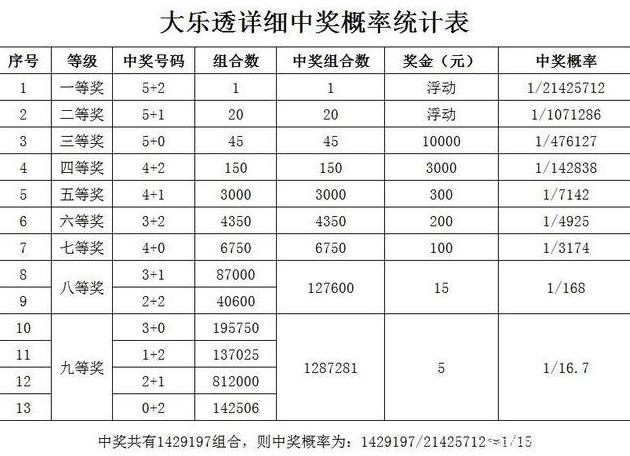 大乐透详细中奖概率统计表
序号 等级 中奖号码 组合数 中奖组合数 奖金（元） 中奖概率
1 一等奖 5+2 1 1 浮动 1/21425712
2 二等奖 5+1 20 20 浮动 1/1071286
3 三等奖 5+0 45 45 10000 1/476127
4 四等奖 4+2 150 150 3000 1/142838
5 五等奖 4+1 3000 3000 300 1/7142
6 六等奖 3+2 4350 4350 200 1/4925
7 七等奖 4+0 6750 6750 100 1/3174
8 八等奖 3+1 87000 127600 15 1/168
9 2+2 40600
10 九等奖 3+0 195750 1287281 5 1/16.7
11 1+2 137025
12 2+1 812000
13 0+2 142506
中奖共有1429197组合，则中奖概率为：1429197/21425712≈1/15